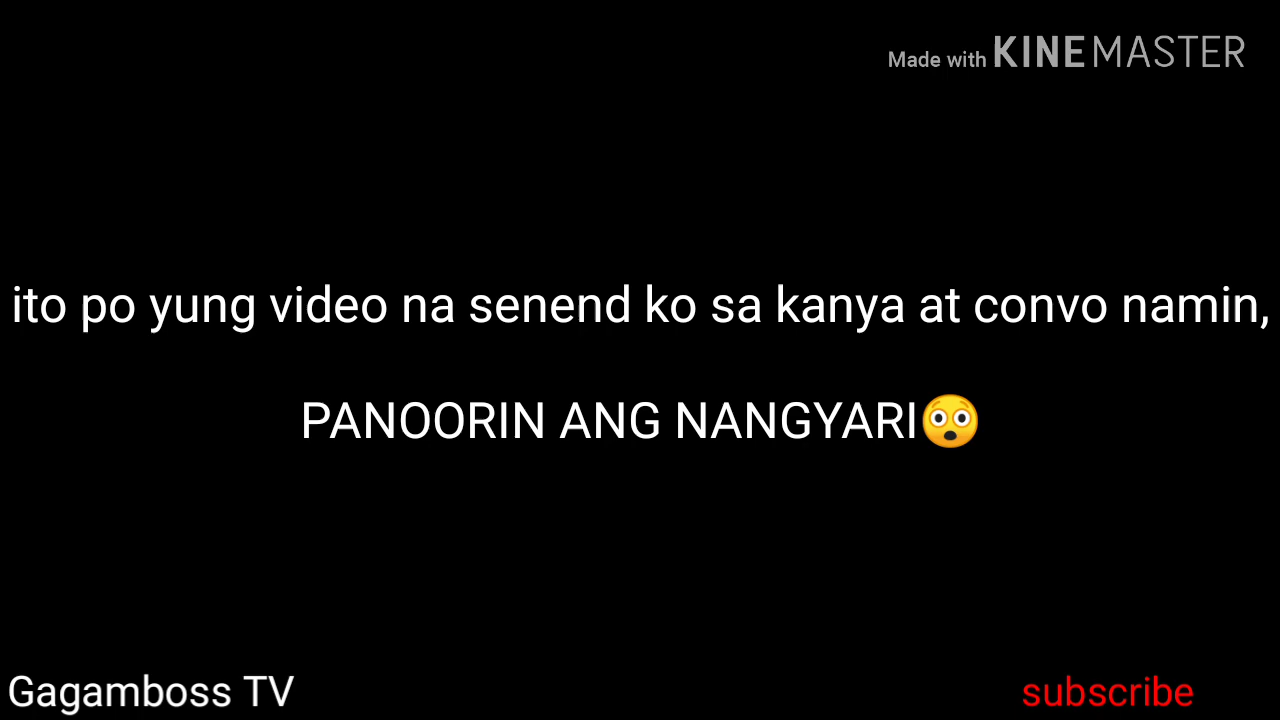 Made with KINEMASTER
ito po yung video na senend ko sa kanya at convo namin,
PANOORIN ANG NANGYARI😳
Gagamboss TV
subscribe